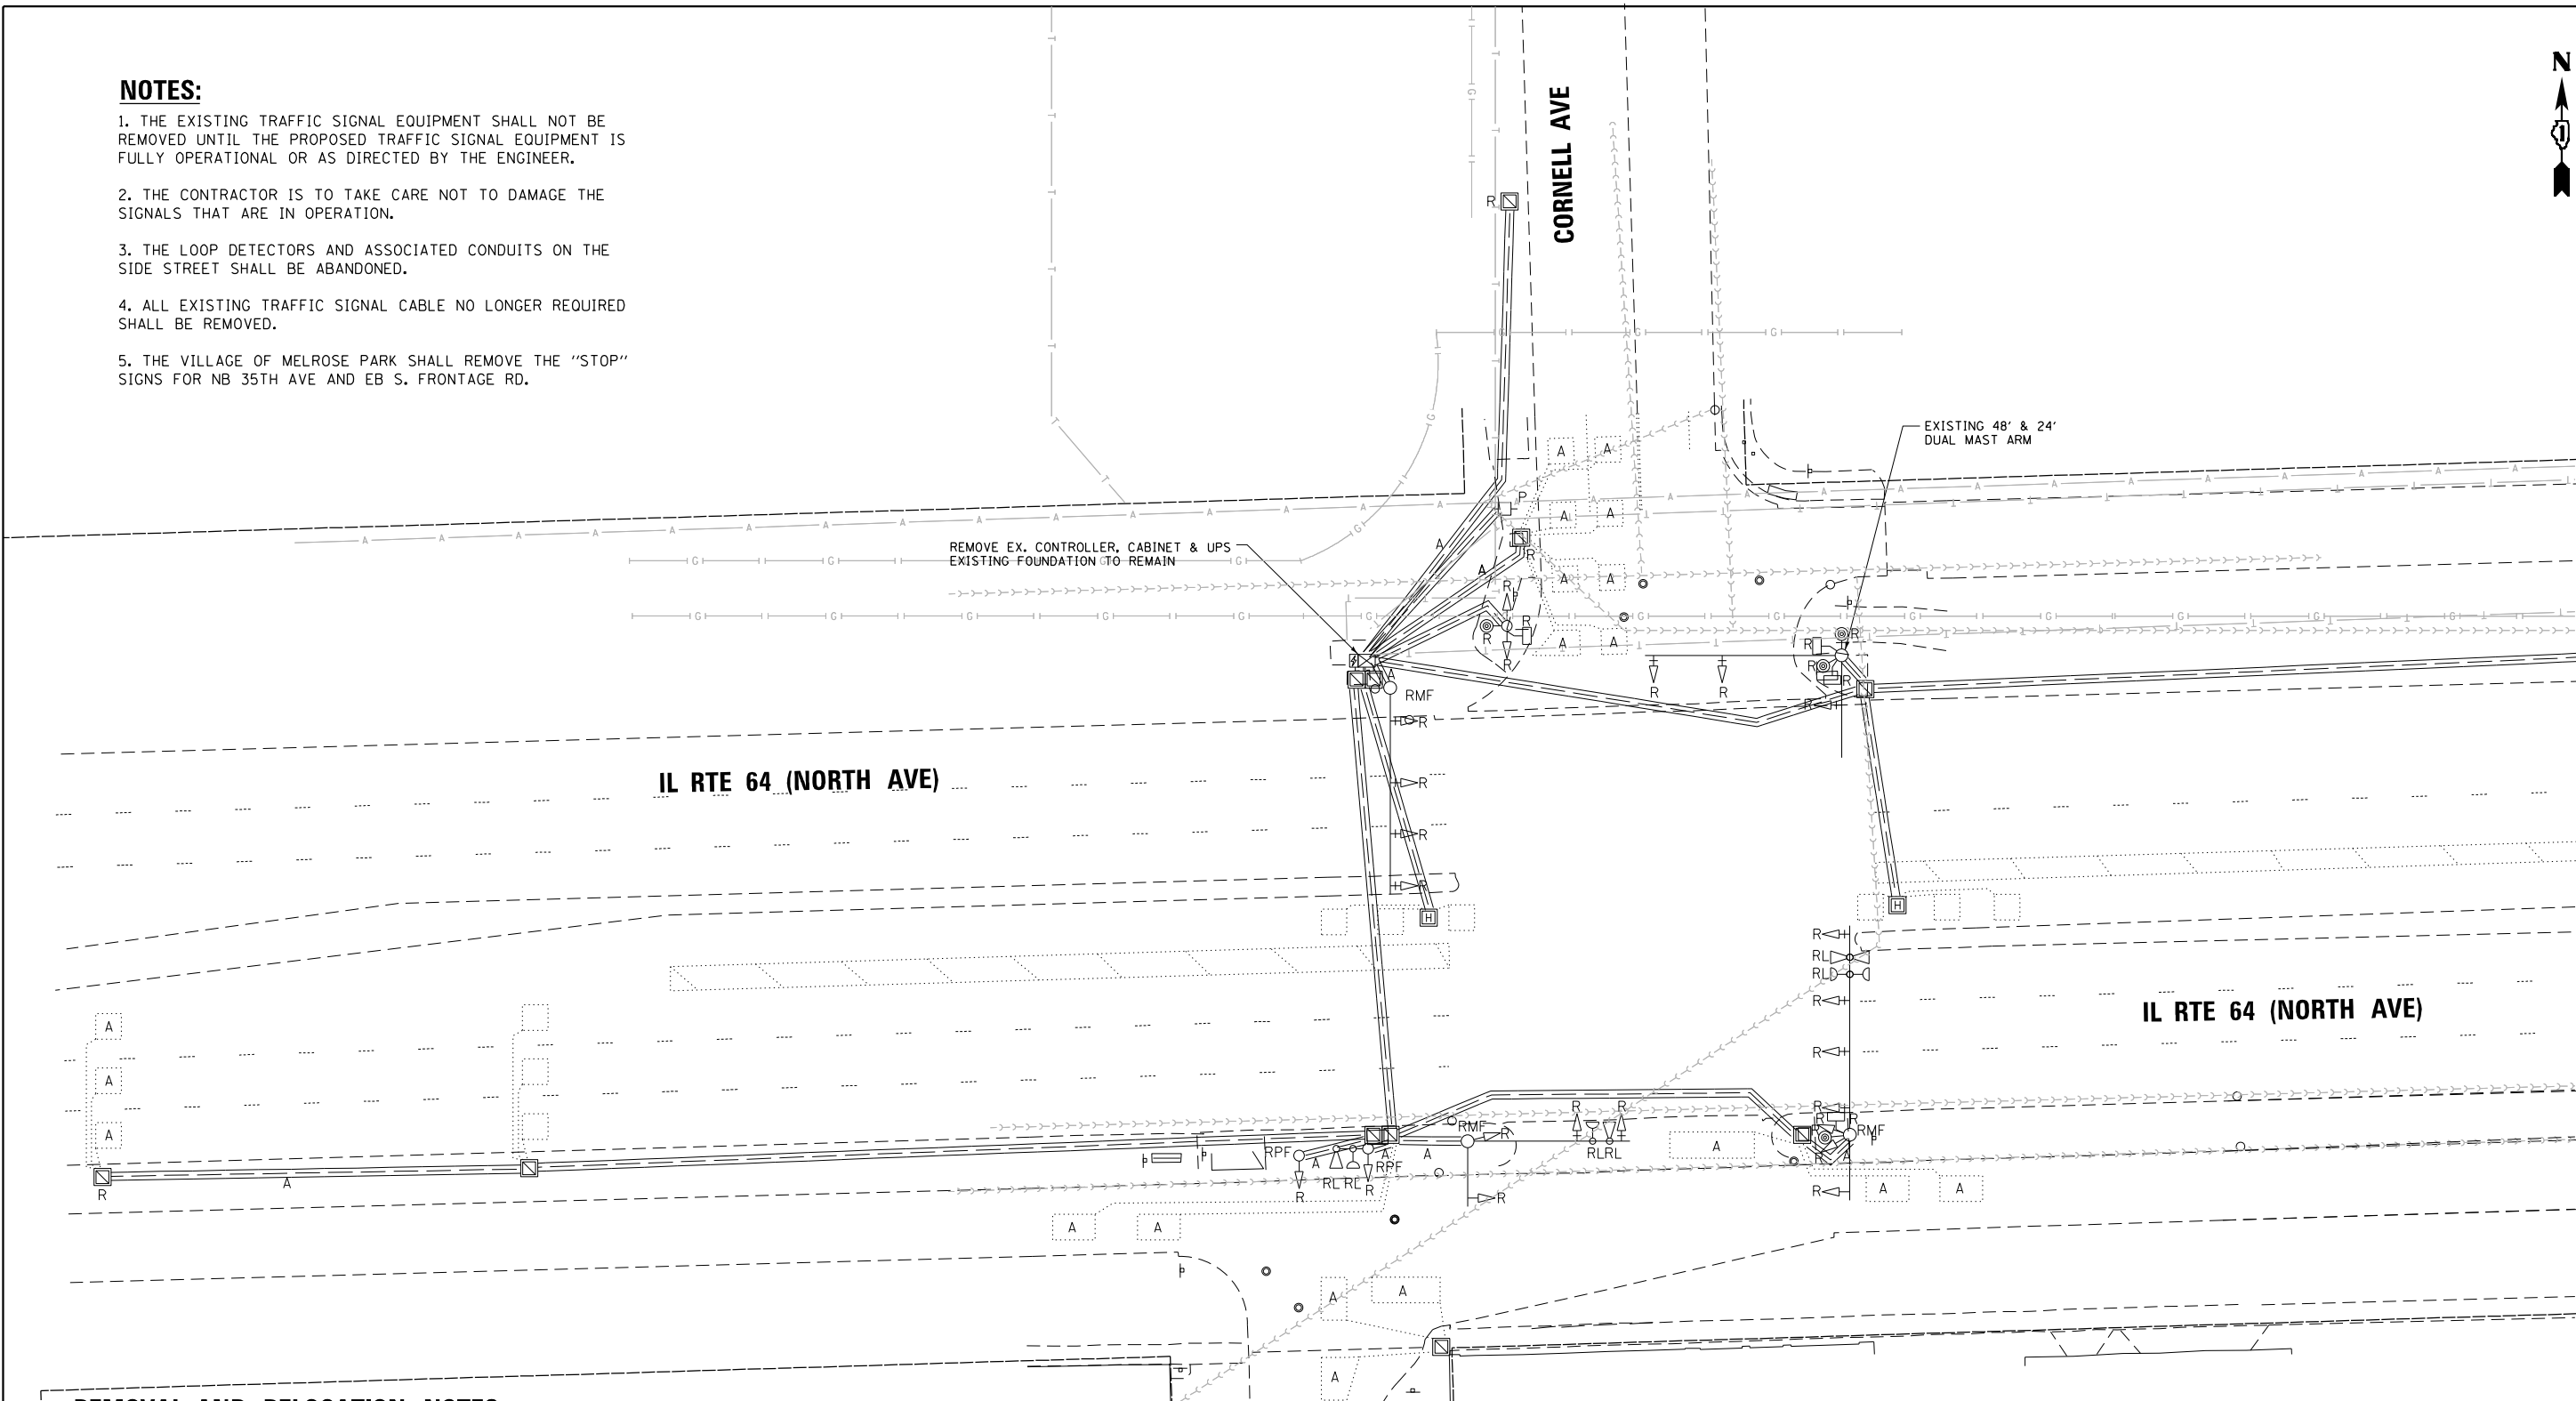 N
NOTES:
1. THE EXISTING TRAFFIC SIGNAL EQUIPMENT SHALL NOT BE
REMOVED UNTIL THE PROPOSED TRAFFIC SIGNAL EQUIPMENT IS
FULLY OPERATIONAL OR AS DIRECTED BY THE ENGINEER.
2. THE CONTRACTOR IS TO TAKE CARE NOT TO DAMAGE THE
SIGNALS THAT ARE IN OPERATION.
3. THE LOOP DETECTORS AND ASSOCIATED CONDUITS ON THE
SIDE STREET SHALL BE ABANDONED.
4. ALL EXISTING TRAFFIC SIGNAL CABLE NO LONGER REQUIRED
SHALL BE REMOVED.
5. THE VILLAGE OF MELROSE PARK SHALL REMOVE THE "STOP"
SIGNS FOR NB 35TH AVE AND EB S. FRONTAGE RD.
CORNELL AVE
R
EXISTING 48' & 24'
DUAL MAST ARM
A A
P
A A
REMOVE EX. CONTROLLER, CABINET & UPS
EXISTING FOUNDATION TO REMAIN
A
R
A
A A
R
R
R
R
A A
R
R
R
R
R R
A
RMF
R
R
IL RTE 64 (NORTH AVE)
R
R
R
H
H
R
RL
RL
R
IL RTE 64 (NORTH AVE)
R
A
A
A
R
A
R R
R
RPF
A
RL RL
R
RPF
R
A
A
RMF
R
R
RLRL
A
R
R
RMF
A
R
A A
A A
A
A
A